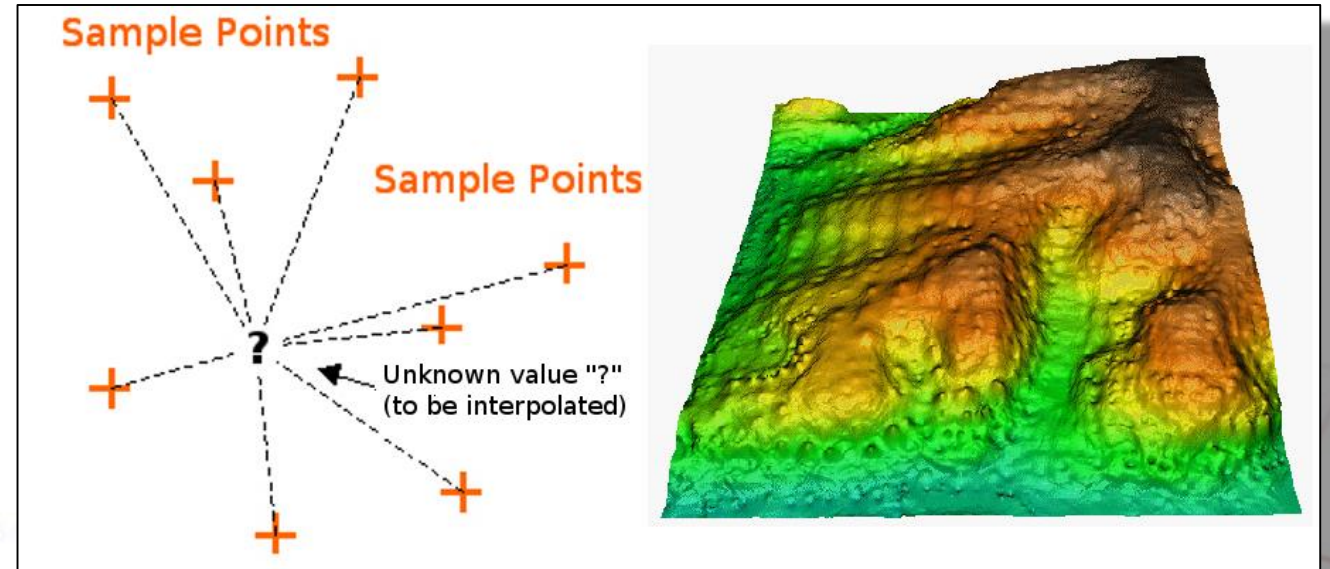 Sample Points
Sample Points
?
Unknown value "?"
(to be interpolated)